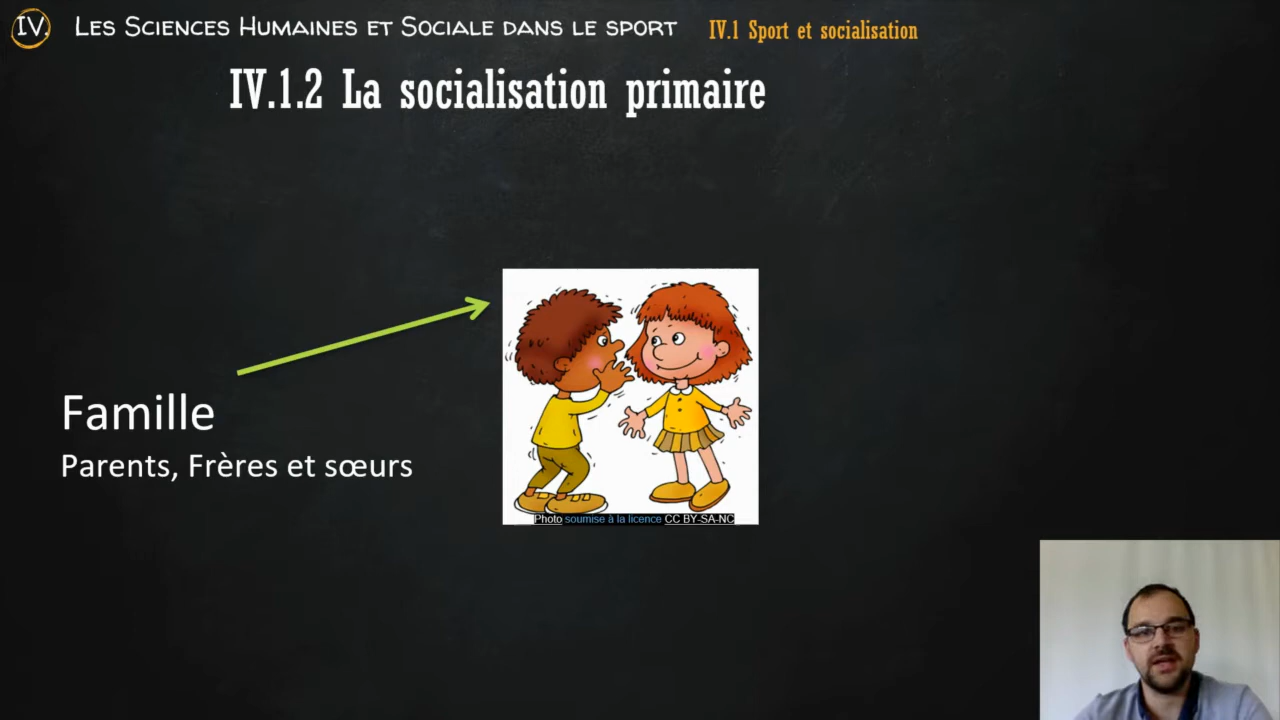 IV. LES SCIENCES HUMAINES ET SOCIALE DANS LE SPORT IV.1 Sport et socialisation
IV.1.2 La socialisation primaire
Famille
Parents, Frères et sœurs
Photo soumise à la licence CC BY-SA-NC